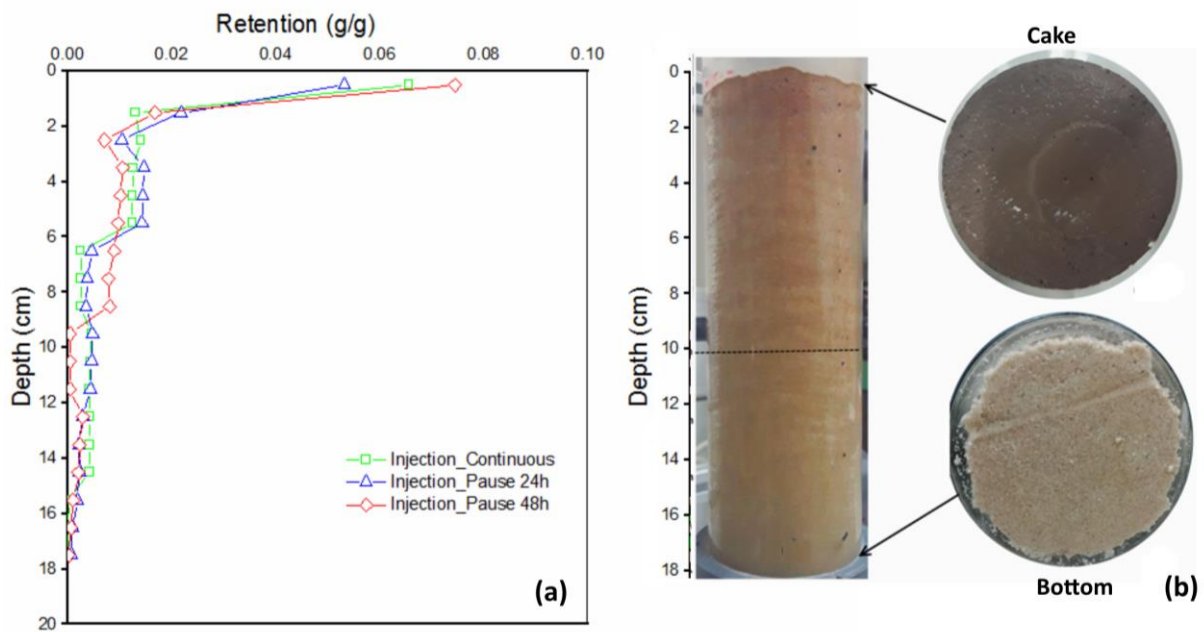 Retention (g/g)
0.00 0.02 0.04 0.06 0.08 0.10
Depth (cm)
0
2
4
6
8
10
12
14
16
18
20
Injection_Continuous
Injection_Pause 24h
Injection_Pause 48h
(a)
Depth (cm)
0
2
4
6
8
10
12
14
16
18
Cake
Bottom
(b)